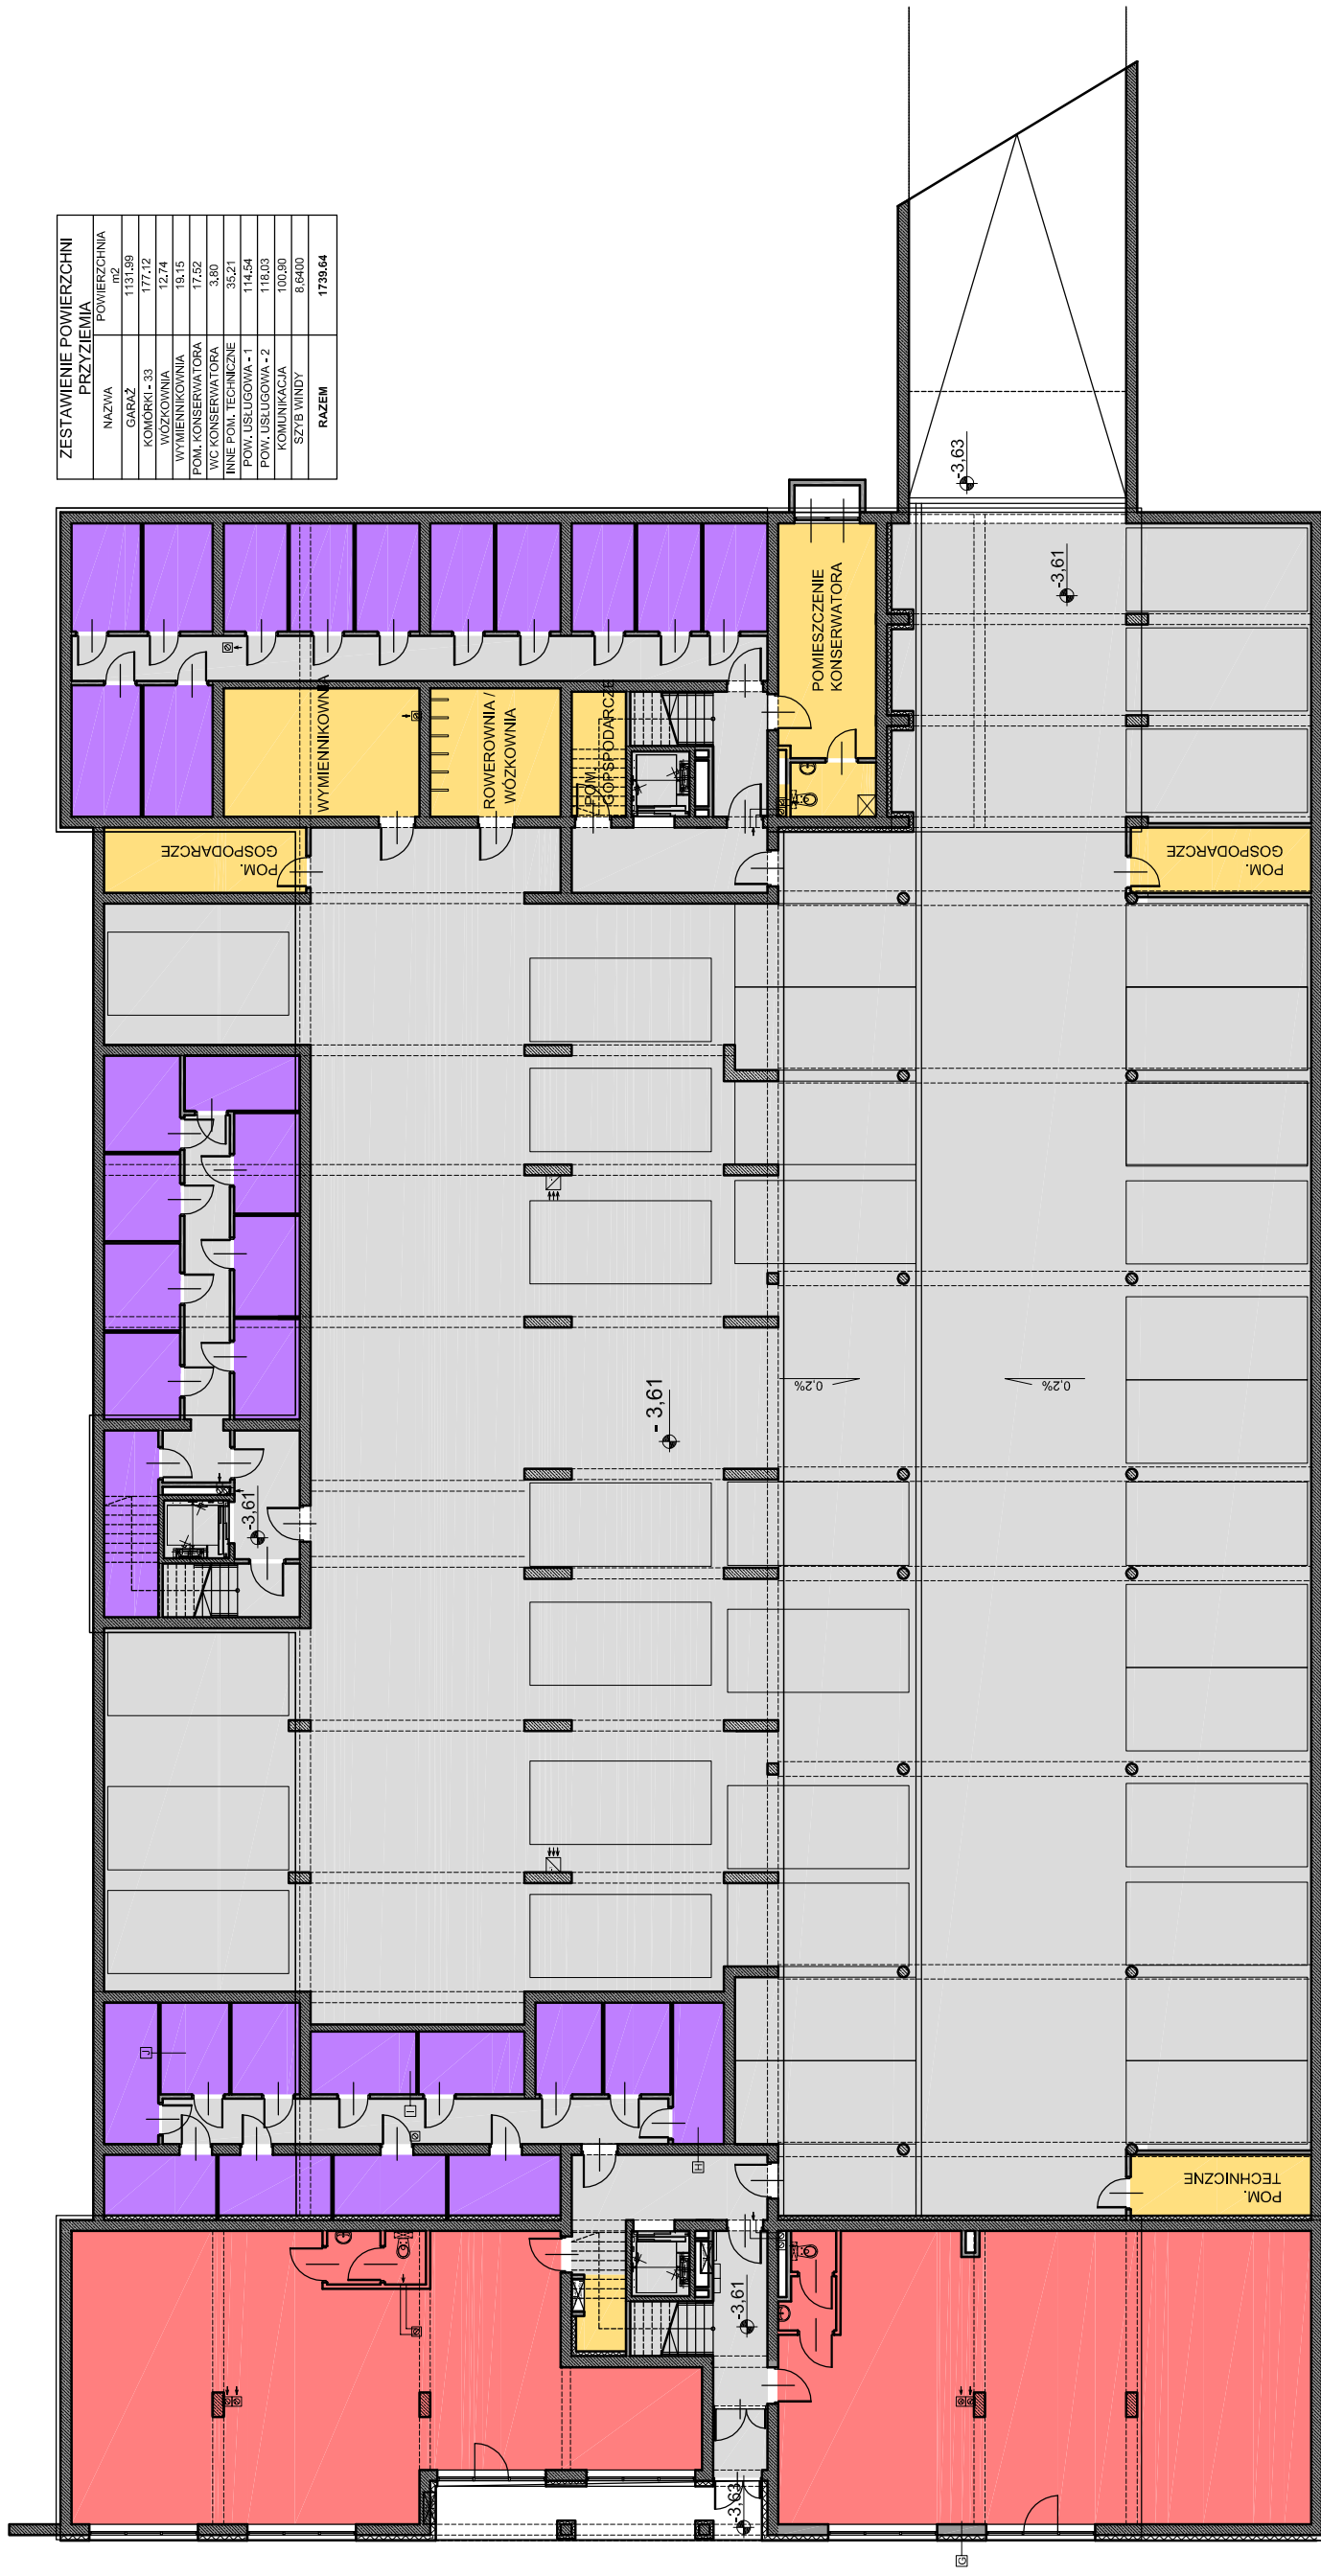 ZESTAWIENIE POWIERZCHNI
PRZYZIEMIA
NAZWA POWIERZCHNIA
m2
GARAŻ 1131.99
KOMÓRKI - 33 177.12
WÓZKOWNIA 12.74
WYMIENNIKOWNIA 19.15
POM. KONSERWATORA 17.52
WC KONSERWATORA 3.80
INNE POM. TECHNICZNE 35.21
POW. USŁUGOWA - 1 114.54
POW. USŁUGOWA - 2 118.03
KOMUNIKACJA 100.90
SZYB WINDY 8.6400
RAZEM 1739.64
WYMIENNIKOWNIA
ROWEROWNIA /
WÓZKOWNIA
POM.
GOPSPODARCZE
POMIESZCZENIE
KONSERWATORA
-3,63
-3,61
POM.
GOSPODARCZE
POM.
GOSPODARCZE
- 3,61
0,2%
0,2%
-3,61
J
I
H
POM.
TECHNICZNE
-3,61
-3,63
G